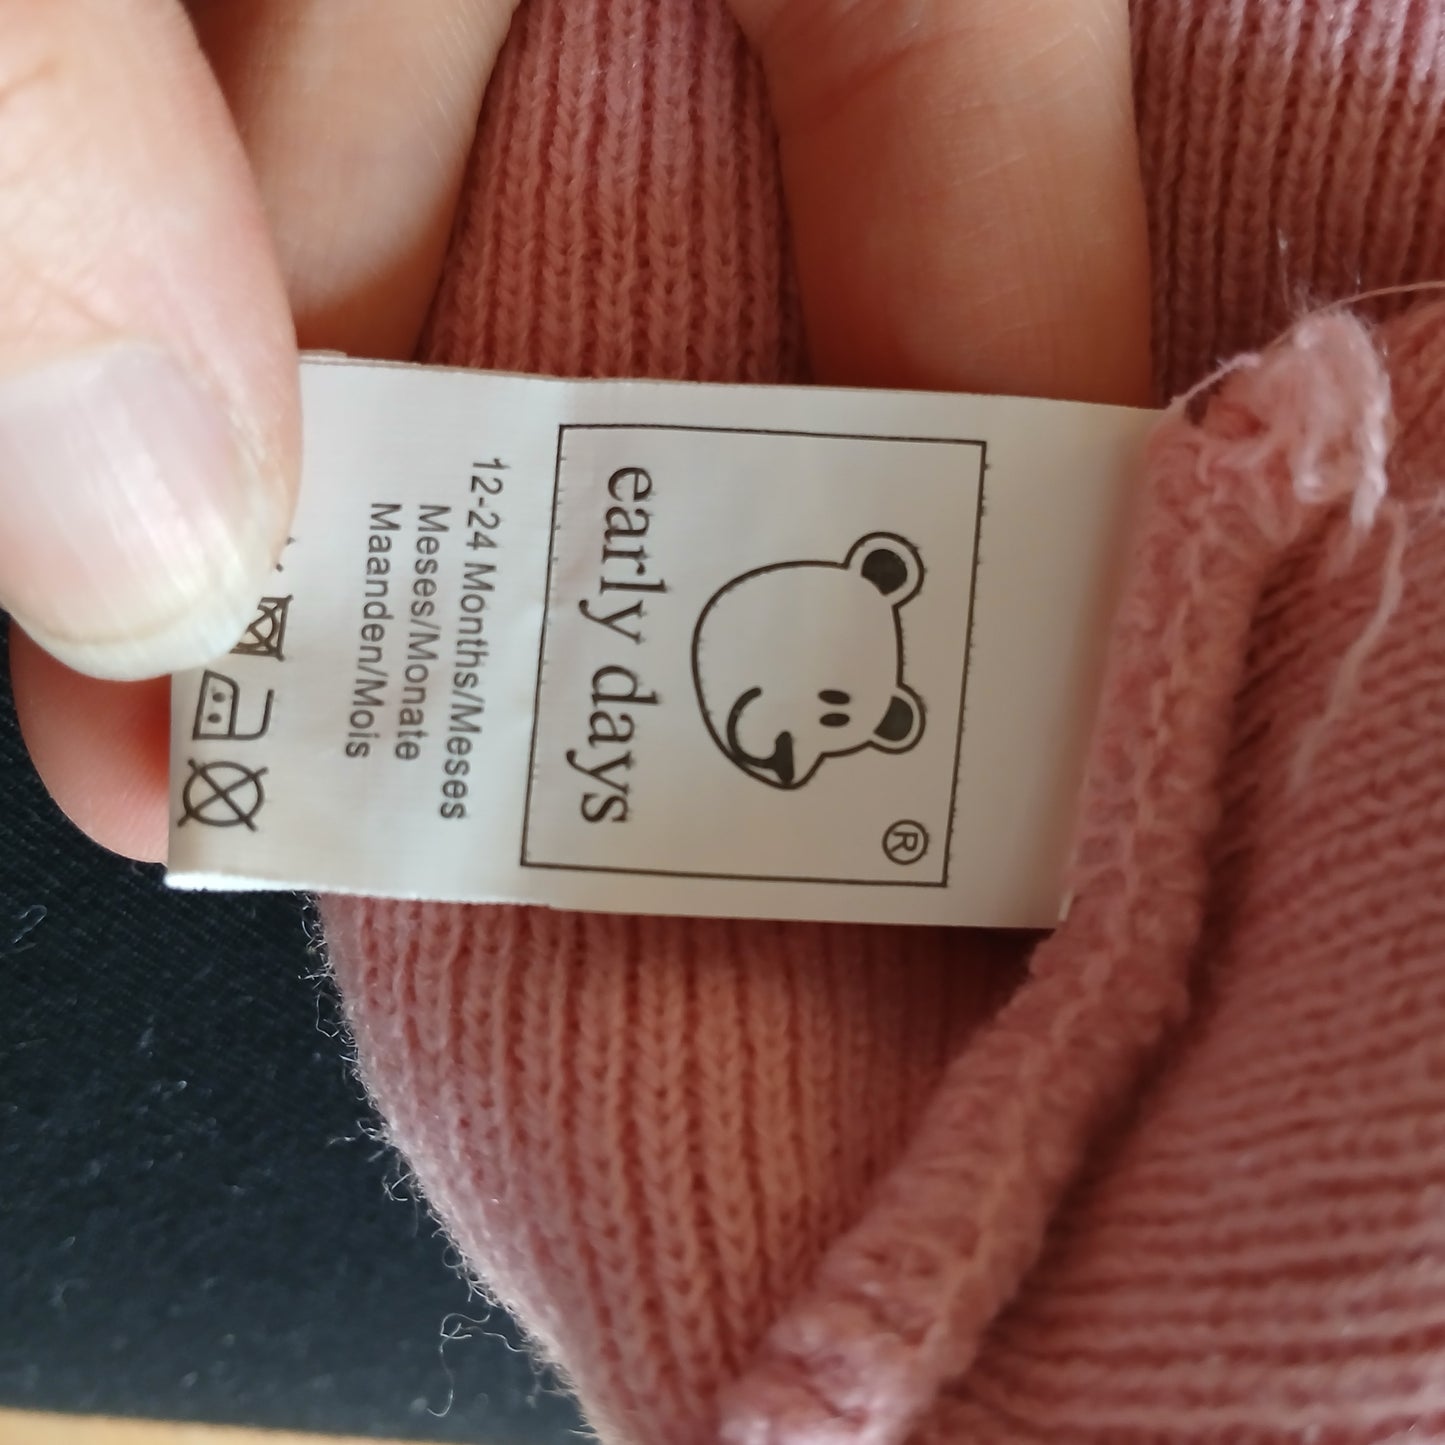 ®
early days
12-24 Months/Meses
Meses/Monate
Maanden/Mois